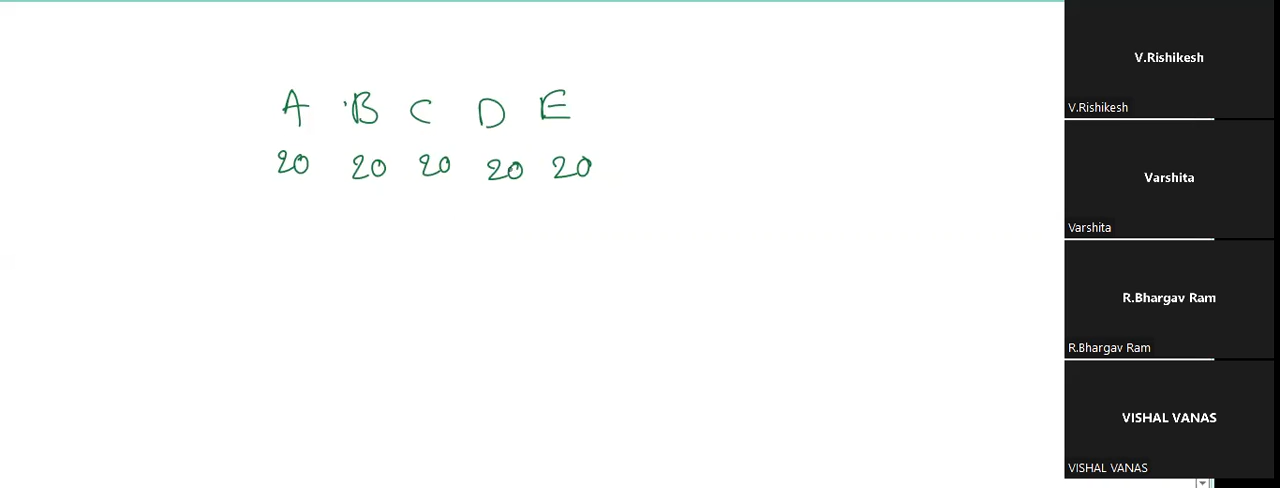 A B C D E
20 20 20 20 20
V.Rishikesh
V.Rishikesh
Varshita
Varshita
R.Bhargav Ram
R.Bhargav Ram
VISHAL VANAS
VISHAL VANAS